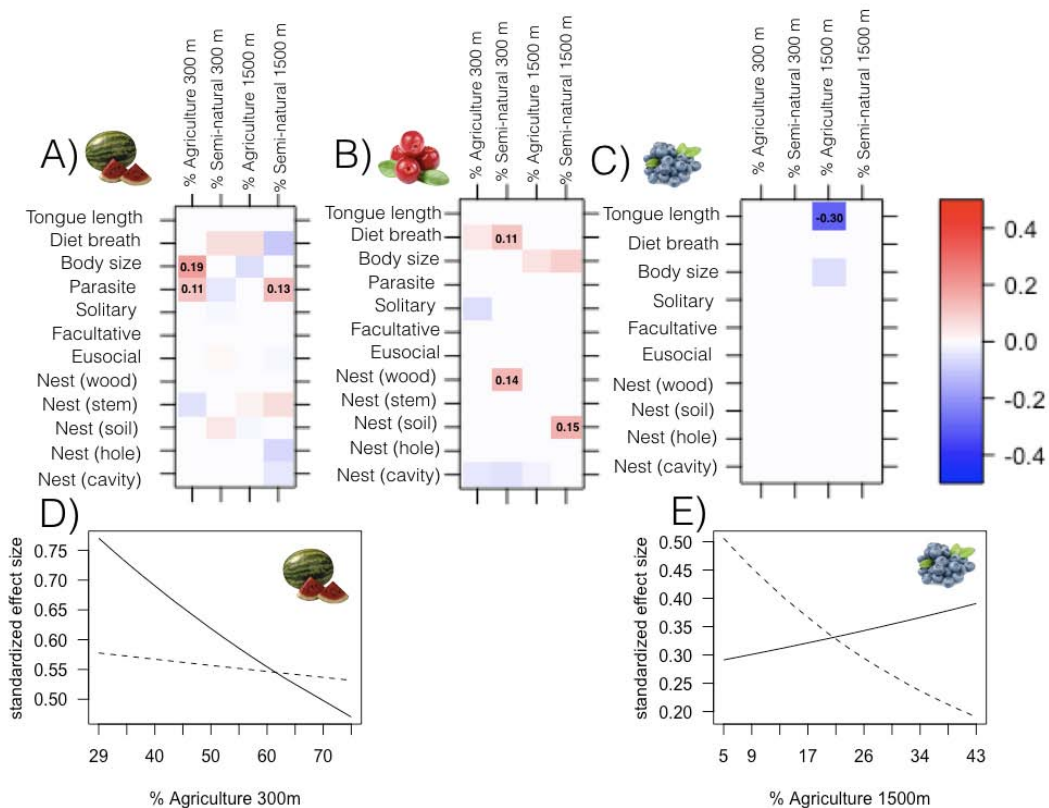 A)
% Agriculture 300 m
% Semi-natural 300 m
% Agriculture 1500 m
% Semi-natural 1500 m
Tongue length
Diet breath
Body size
0.19
Parasite
0.11
0.13
Solitary
Facultative
Eusocial
Nest (wood)
Nest (stem)
Nest (soil)
Nest (hole)
Nest (cavity)
B)
% Agriculture 300 m
% Semi-natural 300 m
% Agriculture 1500 m
% Semi-natural 1500 m
Tongue length
Diet breath
0.11
Body size
Parasite
Solitary
Facultative
Eusocial
Nest (wood)
0.14
Nest (stem)
Nest (soil)
0.15
Nest (hole)
Nest (cavity)
C)
% Agriculture 300 m
% Semi-natural 300 m
% Agriculture 1500 m
% Semi-natural 1500 m
Tongue length
-0.30
Diet breath
Body size
Solitary
Facultative
Eusocial
Nest (wood)
Nest (soil)
Nest (hole)
Nest (cavity)
0.4
0.2
0.0
-0.2
-0.4
D)
standardized effect size
0.75
0.70
0.65
0.60
0.55
0.50
29 40 50 60 70
% Agriculture 300m
E)
standardized effect size
0.50
0.45
0.40
0.35
0.30
0.25
0.20
5 9 17 26 34 43
% Agriculture 1500m